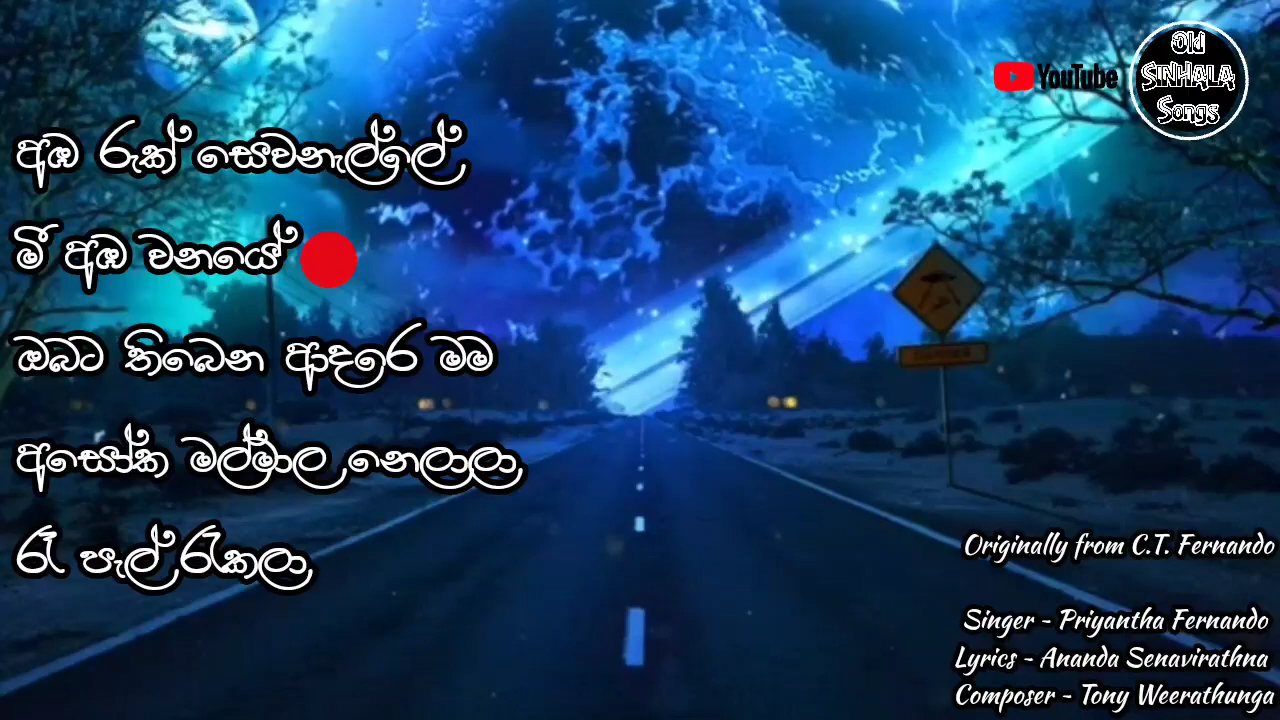 අඹ රුක් සෙවනැල්ලේ
මී අඹ වනයේ
ඔබට තිබෙන ආදරෙ මම
අසෝක මල්මාල නෙලාලා
රෑ පැල් රැකලා
YouTube
Old
SINHALA
Songs
Originally from C.T. Fernando
Singer - Priyantha Fernando
Lyrics - Ananda Senavirathna
Composer - Tony Weerathunga